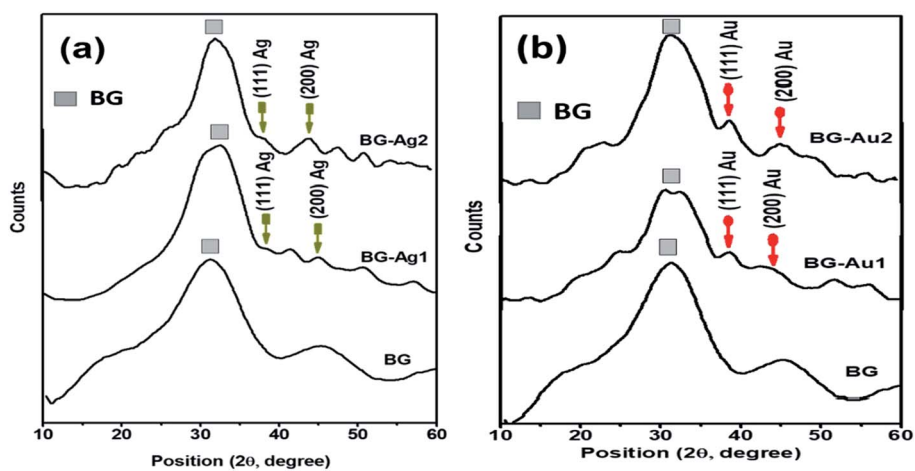 (a)
BG
(111) Ag
(200) Ag
BG-Ag2
(111) Ag
(200) Ag
BG-Ag1
BG
Counts
10 20 30 40 50 60
Position (2θ, degree)
(b)
BG
(111) Au
(200) Au
BG-Au2
(111) Au
(200) Au
BG-Au1
BG
Counts
10 20 30 40 50 60
Position (2θ, degree)